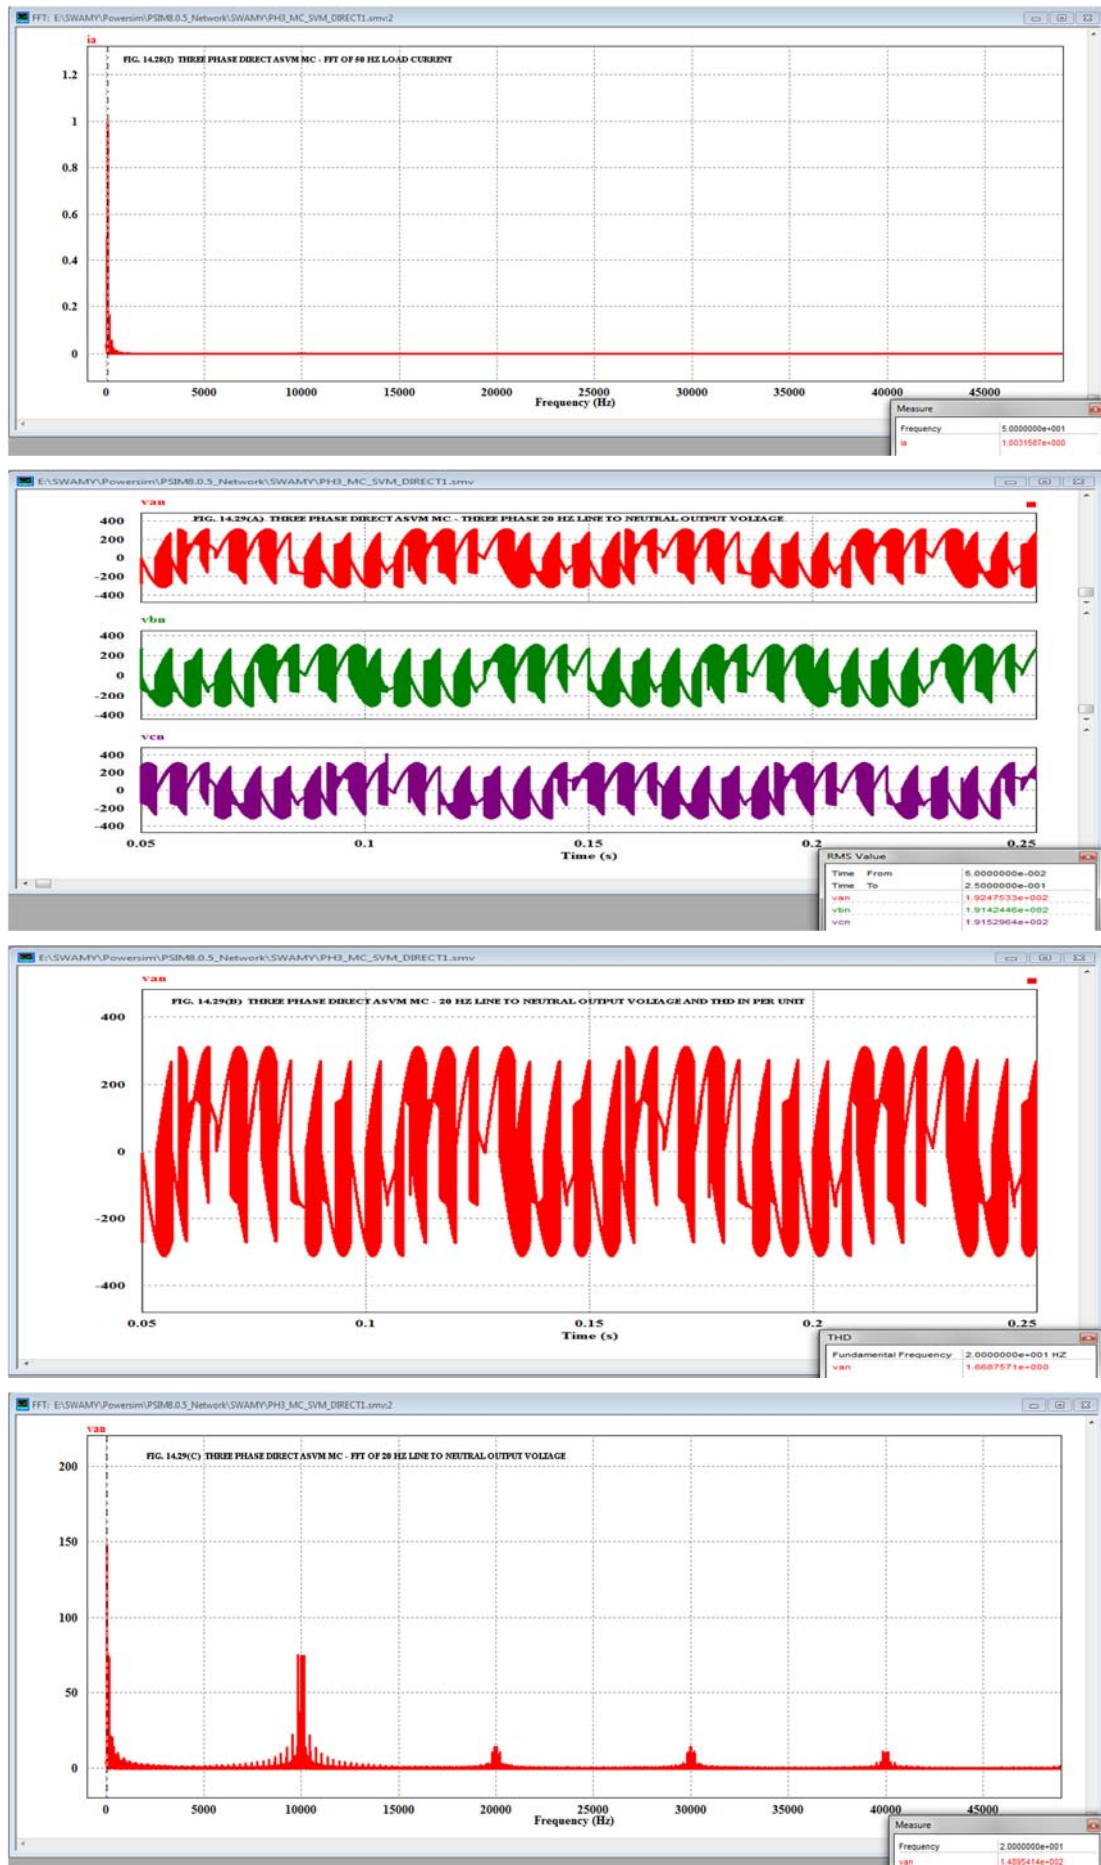 FFT: E:\SWAMY\Powersim\PSIM8.0.5_Network\SWAMY\PH3_MC_SVM_DIRECT1.smv:2
ia
FIG. 14.28(I) THREE PHASE DIRECT ASVM MC - FFT OF 50 HZ LOAD CURRENT
1.2
1
0.8
0.6
0.4
0.2
0
0 5000 10000 15000 20000 25000 30000 35000 40000 45000
Frequency (Hz)
Measure
Frequency 5.0000000e+001
ia 1.0031587e+000
E:\SWAMY\Powersim\PSIM8.0.5_Network\SWAMY\PH3_MC_SVM_DIRECT1.smv
van
FIG. 14.29(A) THREE PHASE DIRECT ASVM MC - THREE PHASE 20 HZ LINE TO NEUTRAL OUTPUT VOLTAGE
400
200
0
-200
-400
vbn
400
200
0
-200
-400
vcn
400
200
0
-200
-400
0.05 0.1 0.15 0.2 0.25
Time (s)
RMS Value
Time From 5.0000000e-002
Time To 2.5000000e-001
van 1.9247533e+002
vbn 1.9142446e+002
vcn 1.9152964e+002
E:\SWAMY\Powersim\PSIM8.0.5_Network\SWAMY\PH3_MC_SVM_DIRECT1.smv
van
FIG. 14.29(B) THREE PHASE DIRECT ASVM MC - 20 HZ LINE TO NEUTRAL OUTPUT VOLTAGE AND THD IN PER UNIT
400
200
0
-200
-400
0.05 0.1 0.15 0.2 0.25
Time (s)
THD
Fundamental Frequency 2.0000000e+001 HZ
van 1.6687571e+000
FFT: E:\SWAMY\Powersim\PSIM8.0.5_Network\SWAMY\PH3_MC_SVM_DIRECT1.smv:2
van
FIG. 14.29(C) THREE PHASE DIRECT ASVM MC - FFT OF 20 HZ LINE TO NEUTRAL OUTPUT VOLTAGE
200
150
100
50
0
0 5000 10000 15000 20000 25000 30000 35000 40000 45000
Frequency (Hz)
Measure
Frequency 2.0000000e+001
van 1.4895414e+002